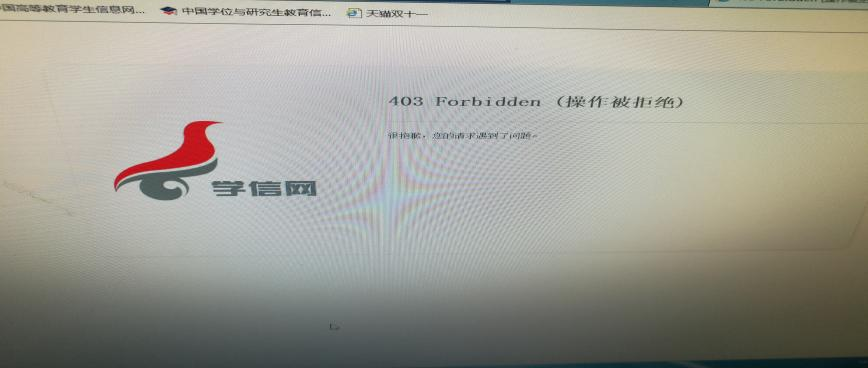 国高等教育学生信息网...
中国学位与研究生教育信...
天猫双十一
403 Forbidden (操作被拒绝)
很抱歉，您的请求遇到了问题。
学信网